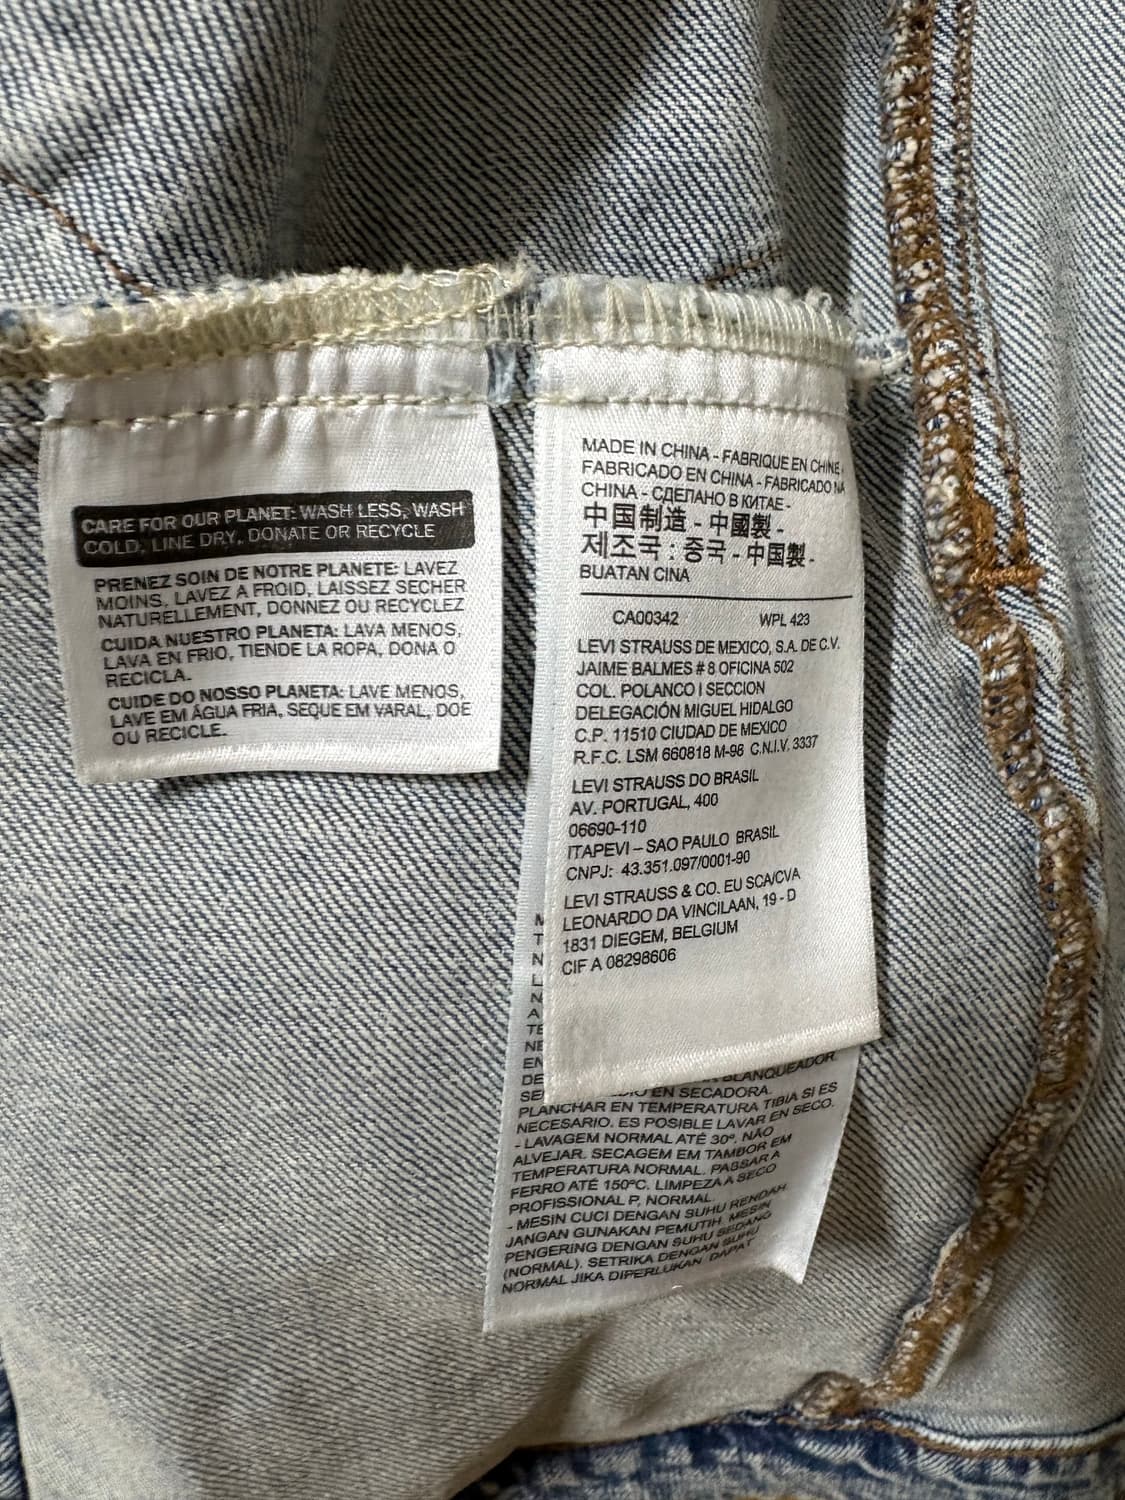 CARE FOR OUR PLANET: WASH LESS, WASH
COLD, LINE DRY, DONATE OR RECYCLE
PRENEZ SOIN DE NOTRE PLANETE: LAVEZ
MOINS, LAVEZ A FROID, LAISSEZ SECHER
NATURELLEMENT, DONNEZ OU RECYCLEZ
CUIDA NUESTRO PLANETA: LAVA MENOS,
LAVA EN FRIO, TIENDE LA ROPA, DONA O
RECICLA.
CUIDE DO NOSSO PLANETA: LAVE MENOS,
LAVE EM ÁGUA FRIA, SEQUE EM VARAL, DOE
OU RECICLE.
MADE IN CHINA - FABRIQUE EN CHINE
FABRICADO EN CHINA - FABRICADO NA
CHINA - СДЕЛАНО В КИТАЕ -
中国制造 - 中國製 -
제조국 : 중국 - 中国製 -
BUATAN CINA
CA00342 WPL 423
LEVI STRAUSS DE MEXICO, S.A. DE C.V.
JAIME BALMES # 8 OFICINA 502
COL. POLANCO I SECCION
DELEGACIÓN MIGUEL HIDALGO
C.P. 11510 CIUDAD DE MEXICO
R.F.C. LSM 660818 M-98 C.N.I.V. 3337
LEVI STRAUSS DO BRASIL
AV. PORTUGAL, 400
06690-110
ITAPEVI – SAO PAULO BRASIL
CNPJ: 43.351.097/0001-90
LEVI STRAUSS & CO. EU SCA/CVA
LEONARDO DA VINCILAAN, 19 - D
1831 DIEGEM, BELGIUM
CIF A 08298606
BLANQUEADOR
EN SECADORA.
PLANCHAR EN TEMPERATURA TIBIA SI ES
NECESARIO. ES POSIBLE LAVAR EN SECO.
- LAVAGEM NORMAL ATÉ 30º, NÃO
ALVEJAR. SECAGEM EM TAMBOR EM
TEMPERATURA NORMAL. PASSAR A
FERRO ATÉ 150ºC. LIMPEZA A SECO
PROFISSIONAL P, NORMAL.
- MESIN CUCI DENGAN SUHU RENDAH
JANGAN GUNAKAN PEMUTIH. MESIN
PENGERING DENGAN SUHU SEDANG
(NORMAL). SETRIKA DENGAN SUHU
NORMAL JIKA DIPERLUKAN. DAPAT